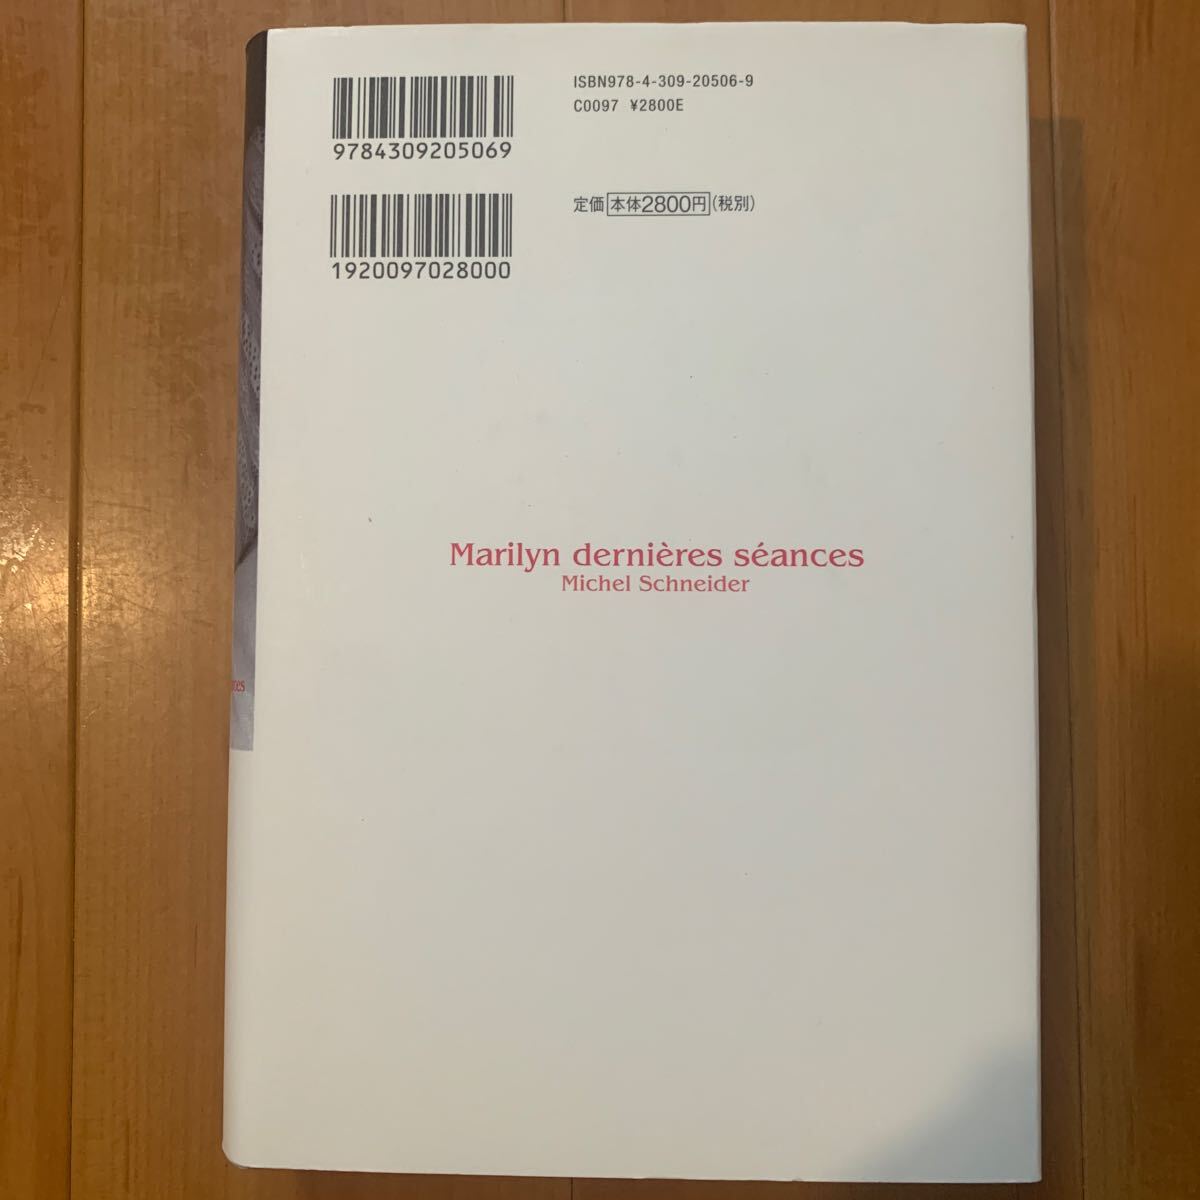 ISBN978-4-309-20506-9
C0097 ¥2800E
9784309205069
定価 本体2800円 (税別)
1920097028000
Marilyn dernières séances
Michel Schneider